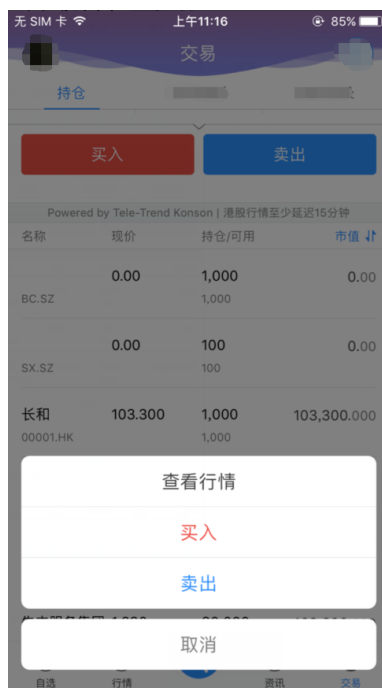 无 SIM 卡 上午11:16 85%
交易
持仓
买入 卖出
Powered by Tele-Trend Konson | 港股行情至少延迟15分钟
名称 现价 持仓/可用 市值
0.00 1,000 0.00
BC.SZ 1,000
0.00 100 0.00
SX.SZ 100
长和 103.300 1,000 103,300.000
00001.HK 1,000
查看行情
买入
卖出
取消
自选 行情 资讯 交易